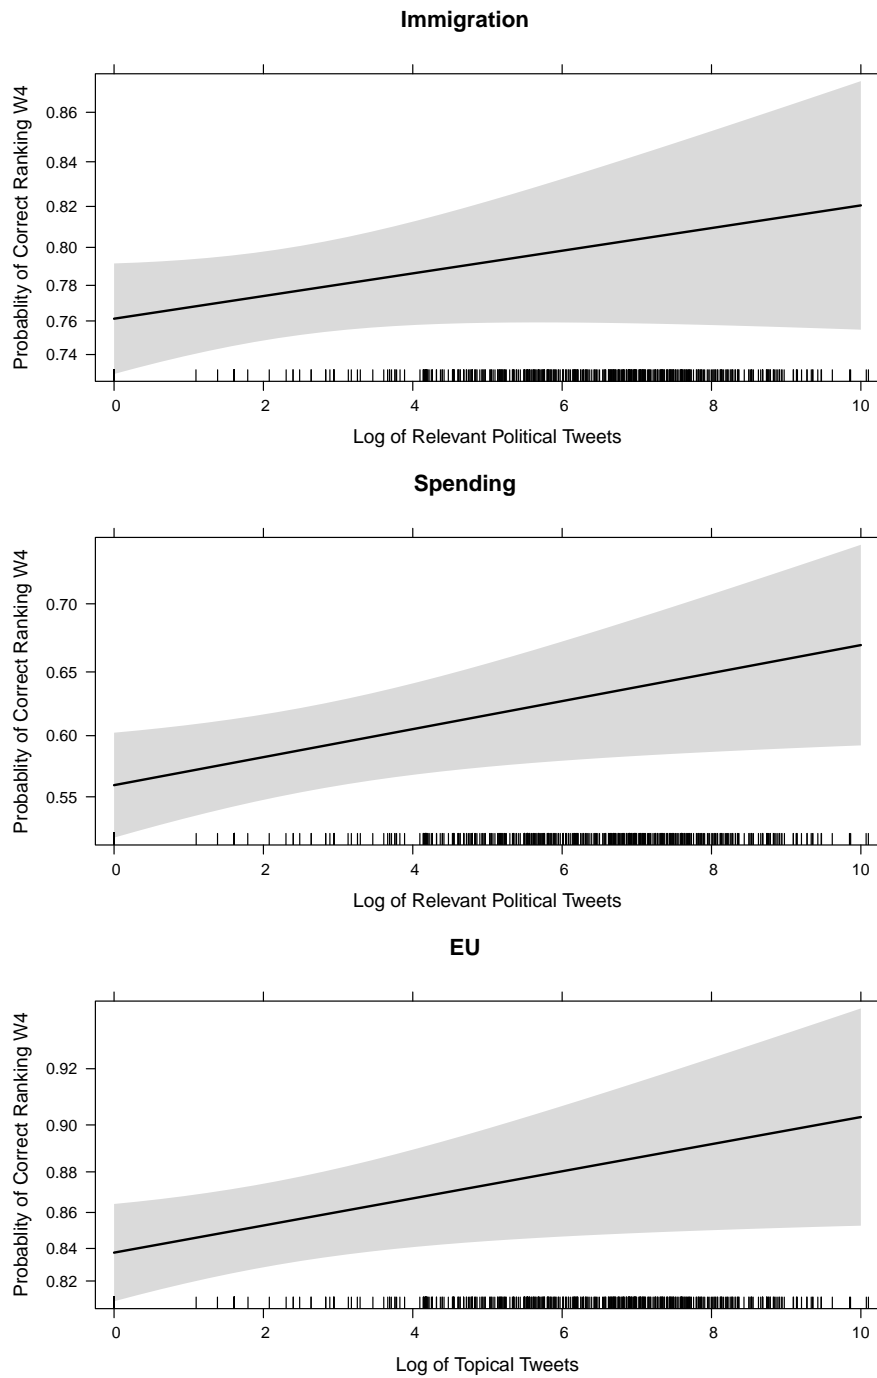 Immigration
Probablity of Correct Ranking W4
0.86
0.84
0.82
0.80
0.78
0.76
0.74
0 2 4 6 8 10
Log of Relevant Political Tweets
Spending
Probablity of Correct Ranking W4
0.70
0.65
0.60
0.55
0 2 4 6 8 10
Log of Relevant Political Tweets
EU
Probablity of Correct Ranking W4
0.92
0.90
0.88
0.86
0.84
0.82
0 2 4 6 8 10
Log of Topical Tweets